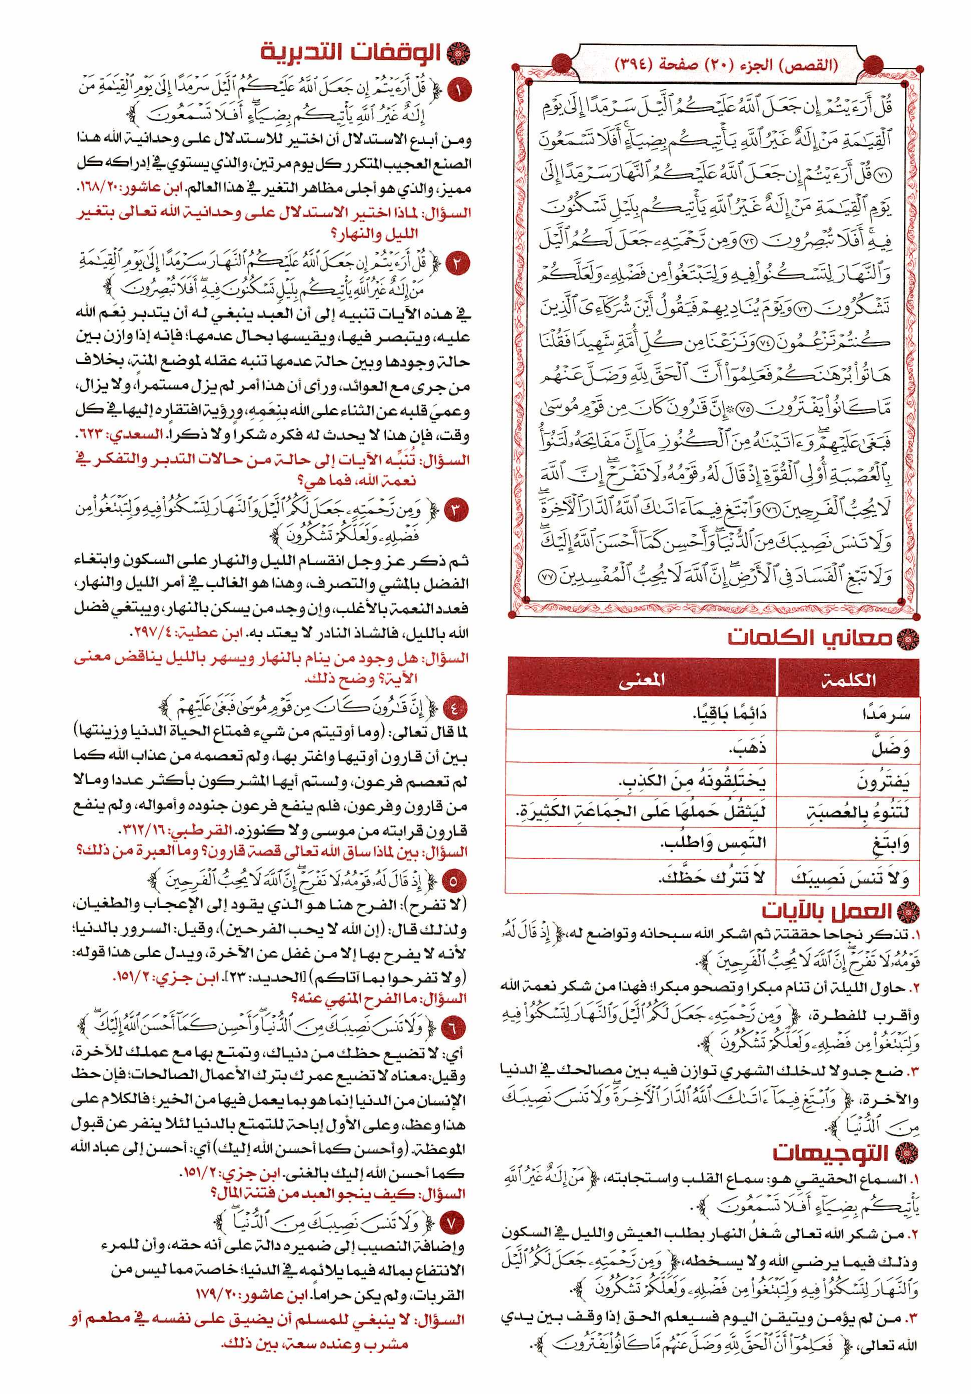 (القصص) الجزء (٢٠) صفحة (٣٩٤)
قُلْ أَرَءَيْتُمْ إِن جَعَلَ ٱللَّهُ عَلَيْكُمُ ٱلَّيْلَ سَرْمَدًا إِلَىٰ يَوْمِ
ٱلْقِيَٰمَةِ مَنْ إِلَٰهٌ غَيْرُ ٱللَّهِ يَأْتِيكُم بِضِيَآءٍ أَفَلَا تَسْمَعُونَ
٧١ قُلْ أَرَءَيْتُمْ إِن جَعَلَ ٱللَّهُ عَلَيْكُمُ ٱلنَّهَارَ سَرْمَدًا إِلَىٰ
يَوْمِ ٱلْقِيَٰمَةِ مَنْ إِلَٰهٌ غَيْرُ ٱللَّهِ يَأْتِيكُم بِلَيْلٍ تَسْكُنُونَ
فِيهِ أَفَلَا تُبْصِرُونَ ٧٢ وَمِن رَّحْمَتِهِۦ جَعَلَ لَكُمُ ٱلَّيْلَ
وَٱلنَّهَارَ لِتَسْكُنُوا۟ فِيهِ وَلِتَبْتَغُوا۟ مِن فَضْلِهِۦ وَلَعَلَّكُمْ
تَشْكُرُونَ ٧٣ وَيَوْمَ يُنَادِيهِمْ فَيَقُولُ أَيْنَ شُرَكَآءِىَ ٱلَّذِينَ
كُنتُمْ تَزْعُمُونَ ٧٤ وَنَزَعْنَا مِن كُلِّ أُمَّةٍ شَهِيدًا فَقُلْنَا
هَاتُوا۟ بُرْهَٰنَكُمْ فَعَلِمُوٓا۟ أَنَّ ٱلْحَقَّ لِلَّهِ وَضَلَّ عَنْهُم
مَّا كَانُوا۟ يَفْتَرُونَ ٧٥ ۞ إِنَّ قَٰرُونَ كَانَ مِن قَوْمِ مُوسَىٰ
فَبَغَىٰ عَلَيْهِمْ وَءَاتَيْنَٰهُ مِنَ ٱلْكُنُوزِ مَآ إِنَّ مَفَاتِحَهُۥ لَتَنُوٓأُ
بِٱلْعُصْبَةِ أُو۟لِى ٱلْقُوَّةِ إِذْ قَالَ لَهُۥ قَوْمُهُۥ لَا تَفْرَحْ إِنَّ ٱللَّهَ
لَا يُحِبُّ ٱلْفَرِحِينَ ٧٦ وَٱبْتَغِ فِيمَآ ءَاتَىٰكَ ٱللَّهُ ٱلدَّارَ ٱلْءَاخِرَةَ
وَلَا تَنسَ نَصِيبَكَ مِنَ ٱلدُّنْيَا وَأَحْسِن كَمَآ أَحْسَنَ ٱللَّهُ إِلَيْكَ
وَلَا تَبْغِ ٱلْفَسَادَ فِى ٱلْأَرْضِ إِنَّ ٱللَّهَ لَا يُحِبُّ ٱلْمُفْسِدِينَ ٧٧
معاني الكلمات
الكلمة المعنى
سَرمَدًا دَائِمًا بَاقِيًا.
وَضَلَّ ذَهَبَ.
يَفتَرُونَ يَختَلِقُونَهُ مِنَ الكَذِبِ.
لَتَنُوءُ بِالعُصبَةِ لَيَثقُلُ حَملُهَا عَلَى الجَمَاعَةِ الكَثِيرَةِ.
وَابتَغِ التَمِس وَاطلُب.
وَلاَ تَنسَ نَصِيبَكَ لاَ تَترُك حَظَّكَ.
العمل بالآيات
١. تذكر نجاحا حققته ثم اشكر الله سبحانه وتواضع له، ﴿ إِذْ قَالَ لَهُۥ
قَوْمُهُۥ لَا تَفْرَحْ إِنَّ ٱللَّهَ لَا يُحِبُّ ٱلْفَرِحِينَ ﴾.
٢. حاول الليلة أن تنام مبكرا وتصحو مبكرا؛ فهذا من شكر نعمة الله
وأقرب للفطرة، ﴿ وَمِن رَّحْمَتِهِۦ جَعَلَ لَكُمُ ٱلَّيْلَ وَٱلنَّهَارَ لِتَسْكُنُوا۟ فِيهِ
وَلِتَبْتَغُوا۟ مِن فَضْلِهِۦ وَلَعَلَّكُمْ تَشْكُرُونَ ﴾.
٣. ضع جدولا لدخلك الشهري توازن فيه بين مصالحك في الدنيا
والآخرة، ﴿ وَٱبْتَغِ فِيمَآ ءَاتَىٰكَ ٱللَّهُ ٱلدَّارَ ٱلْءَاخِرَةَ وَلَا تَنسَ نَصِيبَكَ
مِنَ ٱلدُّنْيَا ﴾.
التوجيهات
١. السماع الحقيقي هو: سماع القلب واستجابته، ﴿ مَنْ إِلَٰهٌ غَيْرُ ٱللَّهِ
يَأْتِيكُم بِضِيَآءٍ أَفَلَا تَسْمَعُونَ ﴾.
٢. من شكر الله تعالى شَغلُ النهار بطلب العيش والليل في السكون
وذلك فيما يرضي الله ولا يسخطه، ﴿ وَمِن رَّحْمَتِهِۦ جَعَلَ لَكُمُ ٱلَّيْلَ
وَٱلنَّهَارَ لِتَسْكُنُوا۟ فِيهِ وَلِتَبْتَغُوا۟ مِن فَضْلِهِۦ وَلَعَلَّكُمْ تَشْكُرُونَ ﴾.
٣. من لم يؤمن ويتيقن اليوم فسيعلم الحق إذا وقف بين يدي
الله تعالى، ﴿ فَعَلِمُوٓا۟ أَنَّ ٱلْحَقَّ لِلَّهِ وَضَلَّ عَنْهُم مَّا كَانُوا۟ يَفْتَرُونَ ﴾.
الوقفات التدبرية
١ ﴿ قُلْ أَرَءَيْتُمْ إِن جَعَلَ ٱللَّهُ عَلَيْكُمُ ٱلَّيْلَ سَرْمَدًا إِلَىٰ يَوْمِ ٱلْقِيَٰمَةِ مَنْ
إِلَٰهٌ غَيْرُ ٱللَّهِ يَأْتِيكُم بِضِيَآءٍ أَفَلَا تَسْمَعُونَ ﴾
ومن أبدع الاستدلال أن اختير للاستدلال على وحدانية الله هذا
الصنع العجيب المتكرر كل يوم مرتين، والذي يستوي في إدراكه كل
مميز، والذي هو أجلى مظاهر التغير في هذا العالم. ابن عاشور: ١٦٨/٢٠.
السؤال: لماذا اختير الاستدلال على وحدانية الله تعالى بتغير
الليل والنهار؟
٢ ﴿ قُلْ أَرَءَيْتُمْ إِن جَعَلَ ٱللَّهُ عَلَيْكُمُ ٱلنَّهَارَ سَرْمَدًا إِلَىٰ يَوْمِ ٱلْقِيَٰمَةِ
مَنْ إِلَٰهٌ غَيْرُ ٱللَّهِ يَأْتِيكُم بِلَيْلٍ تَسْكُنُونَ فِيهِ أَفَلَا تُبْصِرُونَ ﴾
في هذه الآيات تنبيه إلى أن العبد ينبغي له أن يتدبر نِعَم الله
عليه، ويتبصر فيها، ويقيسها بحال عدمها؛ فإنه إذا وازن بين
حالة وجودها وبين حالة عدمها تنبه عقله لموضع المنة، بخلاف
من جرى مع العوائد، ورأى أن هذا أمر لم يزل مستمراً، ولا يزال،
وعمي قلبه عن الثناء على الله بنِعَمِهِ، ورؤية افتقاره إليها في كل
وقت، فإن هذا لا يحدث له فكره شكراً ولا ذكراً. السعدي: ٦٢٣.
السؤال: تُنَبِّه الآيات إلى حالة من حالات التدبر والتفكر في
نعمة الله، فما هي؟
٣ ﴿ وَمِن رَّحْمَتِهِۦ جَعَلَ لَكُمُ ٱلَّيْلَ وَٱلنَّهَارَ لِتَسْكُنُوا۟ فِيهِ وَلِتَبْتَغُوا۟ مِن
فَضْلِهِۦ وَلَعَلَّكُمْ تَشْكُرُونَ ﴾
ثم ذكر عز وجل انقسام الليل والنهار على السكون وابتغاء
الفضل بالمشي والتصرف، وهذا هو الغالب في أمر الليل والنهار،
فعدد النعمة بالأغلب، وإن وجد من يسكن بالنهار، ويبتغي فضل
الله بالليل، فالشاذ النادر لا يعتد به. ابن عطية: ٢٩٧/٤.
السؤال: هل وجود من ينام بالنهار ويسهر بالليل يناقض معنى
الآية؟ وضح ذلك.
٤ ﴿ إِنَّ قَٰرُونَ كَانَ مِن قَوْمِ مُوسَىٰ فَبَغَىٰ عَلَيْهِمْ ﴾
لما قال تعالى: (وما أوتيتم من شيء فمتاع الحياة الدنيا وزينتها)
بين أن قارون أوتيها واغتر بها، ولم تعصمه من عذاب الله كما
لم تعصم فرعون، ولستم أيها المشركون بأكثر عددا ومالا
من قارون وفرعون، فلم ينفع فرعون جنوده وأمواله، ولم ينفع
قارون قرابته من موسى ولا كنوزه. القرطبي: ٣١٢/١٦.
السؤال: بين لماذا ساق الله تعالى قصة قارون؟ وما العبرة من ذلك؟
٥ ﴿ إِذْ قَالَ لَهُۥ قَوْمُهُۥ لَا تَفْرَحْ إِنَّ ٱللَّهَ لَا يُحِبُّ ٱلْفَرِحِينَ ﴾
(لا تفرح): الفرح هنا هو الذي يقود إلى الإعجاب والطغيان،
ولذلك قال: (إن الله لا يحب الفرحين)، وقيل: السرور بالدنيا؛
لأنه لا يفرح بها إلا من غفل عن الآخرة، ويدل على هذا قوله:
(ولا تفرحوا بما آتاكم) [الحديد: ٢٣]. ابن جزي: ١٥١/٢.
السؤال: ما الفرح المنهي عنه؟
٦ ﴿ وَلَا تَنسَ نَصِيبَكَ مِنَ ٱلدُّنْيَا وَأَحْسِن كَمَآ أَحْسَنَ ٱللَّهُ إِلَيْكَ ﴾
أي: لا تضيع حظك من دنياك، وتمتع بها مع عملك للآخرة،
وقيل: معناه لا تضيع عمرك بترك الأعمال الصالحات؛ فإن حظ
الإنسان من الدنيا إنما هو بما يعمل فيها من الخير؛ فالكلام على
هذا وعظ، وعلى الأول إباحة للتمتع بالدنيا لئلا ينفر عن قبول
الموعظة. (وأحسن كما أحسن الله إليك) أي: أحسن إلى عباد الله
كما أحسن الله إليك بالغنى. ابن جزي: ١٥١/٢.
السؤال: كيف ينجو العبد من فتنة المال؟
٧ ﴿ وَلَا تَنسَ نَصِيبَكَ مِنَ ٱلدُّنْيَا ﴾
وإضافة النصيب إلى ضميره دالة على أنه حقه، وأن للمرء
الانتفاع بماله فيما يلائمه في الدنيا؛ خاصة مما ليس من
القربات، ولم يكن حراماً. ابن عاشور: ١٧٩/٢٠
السؤال: لا ينبغي للمسلم أن يضيق على نفسه في مطعم أو
مشرب وعنده سعة، بين ذلك.